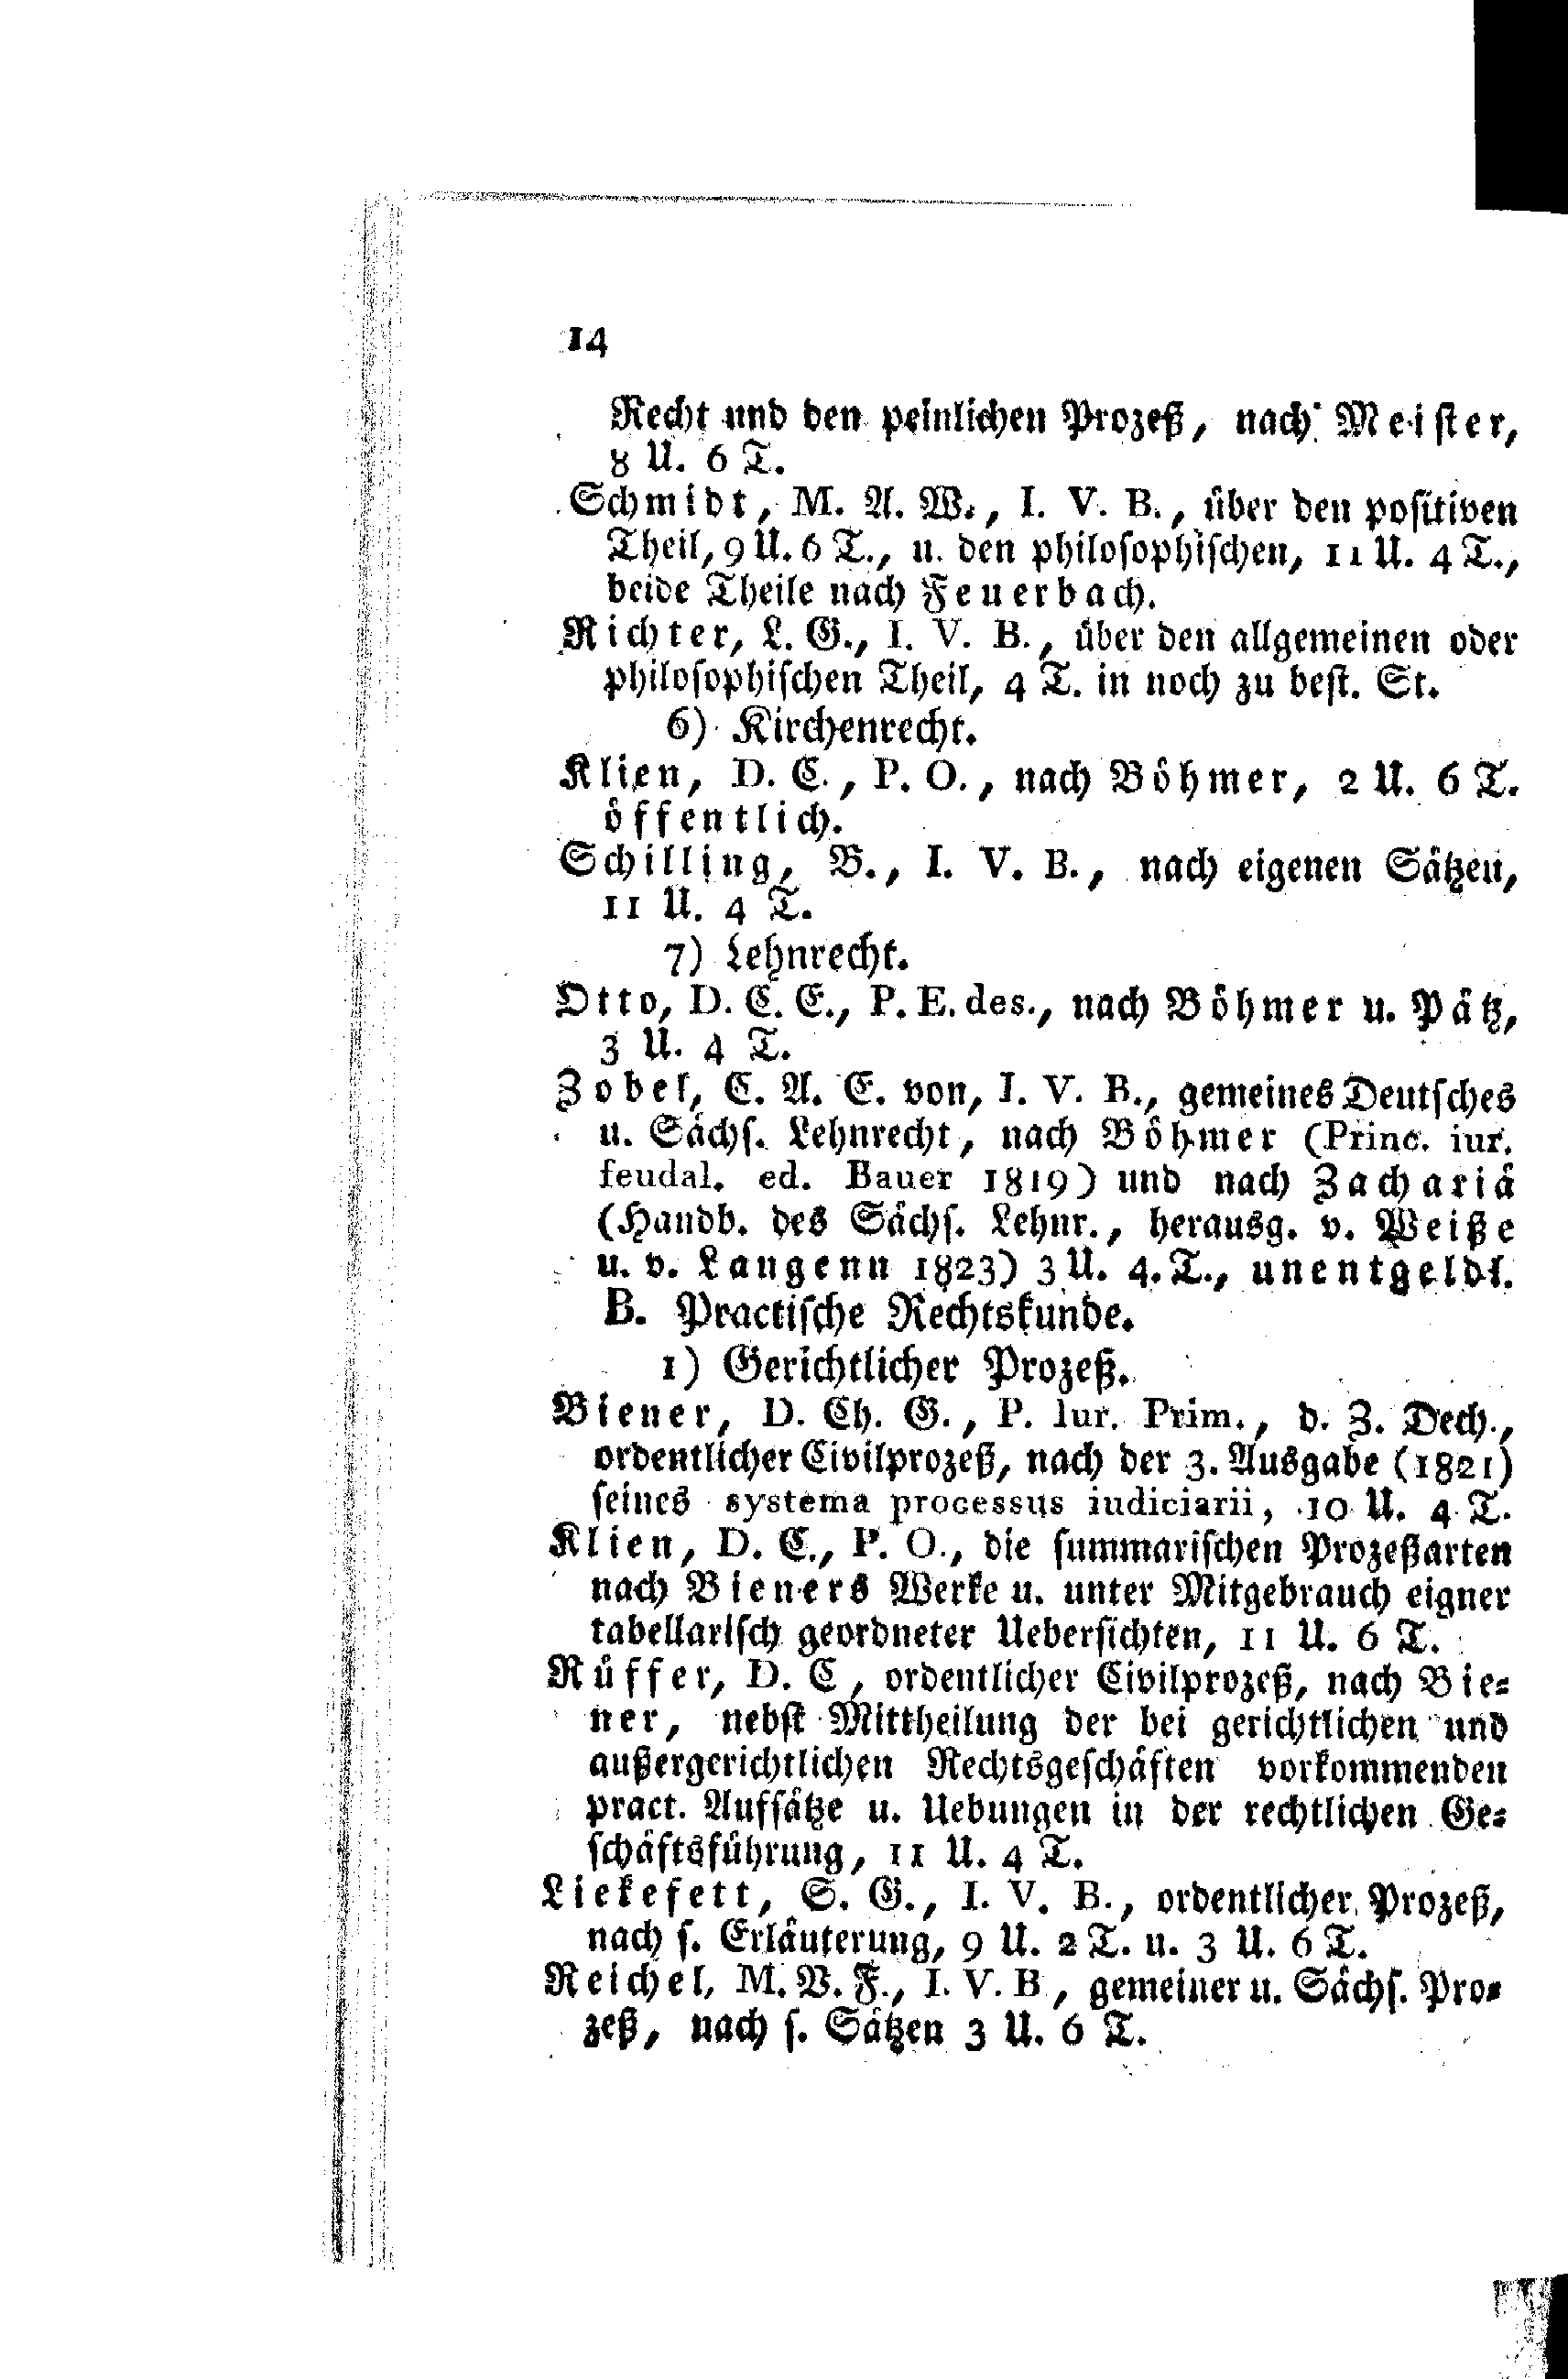 14
Recht und den peinlichen Prozeß, nach Meister,
8 U. 6 T.
Schmidt, M. A. W., I. V. B., über den positiven
Theil, 9 U. 6 T., u. den philosophischen, 11 U. 4 T.,
beide Theile nach Feuerbach.
Richter, L. G., I. V. B., über den allgemeinen oder
philosophischen Theil, 4 T. in noch zu best. St.
6) Kirchenrecht.
Klien, D. C., P. O., nach Böhmer, 2 U. 6 T.
öffentlich.
Schilling, B., I. V. B., nach eigenen Sätzen,
11 U. 4 T.
7) Lehnrecht.
Otto, D. C. E., P. E. des., nach Böhmer u. Pätz,
3 U. 4 T.
Zobel, C. A. E. von, I. V. B., gemeines Deutsches
u. Sächs. Lehnrecht, nach Böhmer (Princ. iur.
feudal. ed. Bauer 1819) und nach Zachariä
(Handb. des Sächs. Lehnr., herausg. v. Weiße
u. v. Langenn 1823) 3 U. 4. T., unentgeldl.
B. Practische Rechtskunde.
1) Gerichtlicher Prozeß.
Biener, D. Ch. G., P. Iur. Prim., d. Z. Dech.,
ordentlicher Civilprozeß, nach der 3. Ausgabe (1821)
seines systema processus iudiciarii, 10 U. 4 T.
Klien, D. C., P. O., die summarischen Prozeßarten
nach Bieners Werke u. unter Mitgebrauch eigner
tabellarisch geordneter Uebersichten, 11 U. 6 T.
Rüffer, D. C, ordentlicher Civilprozeß, nach Bie-
ner, nebst Mittheilung der bei gerichtlichen und
außergerichtlichen Rechtsgeschäften vorkommenden
pract. Aufsätze u. Uebungen in der rechtlichen Ge-
schäftsführung, 11 U. 4 T.
Liekefett, S. G., I. V. B., ordentlicher Prozeß,
nach s. Erläuterung, 9 U. 2 T. u. 3 U. 6 T.
Reichel, M. V. F., I. V. B, gemeiner u. Sächs. Pro-
zeß, nach s. Sätzen 3 U. 6 T.